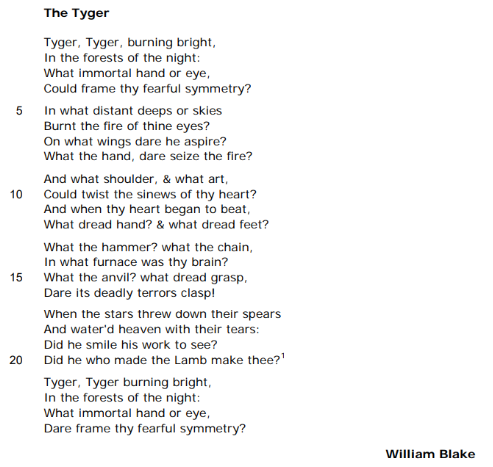 The Tyger
Tyger, Tyger, burning bright,
In the forests of the night:
What immortal hand or eye,
Could frame thy fearful symmetry?
5 In what distant deeps or skies
Burnt the fire of thine eyes?
On what wings dare he aspire?
What the hand, dare seize the fire?
And what shoulder, & what art,
10 Could twist the sinews of thy heart?
And when thy heart began to beat,
What dread hand? & what dread feet?
What the hammer? what the chain,
In what furnace was thy brain?
15 What the anvil? what dread grasp,
Dare its deadly terrors clasp!
When the stars threw down their spears
And water'd heaven with their tears:
Did he smile his work to see?
20 Did he who made the Lamb make thee?¹
Tyger, Tyger burning bright,
In the forests of the night:
What immortal hand or eye,
Dare frame thy fearful symmetry?
William Blake